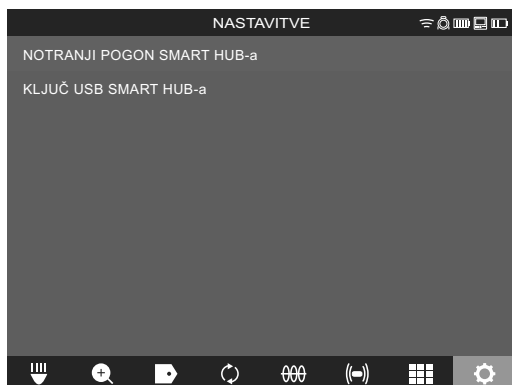 NASTAVITVE
NOTRANJI POGON SMART HUB-a
KLJUČ USB SMART HUB-a